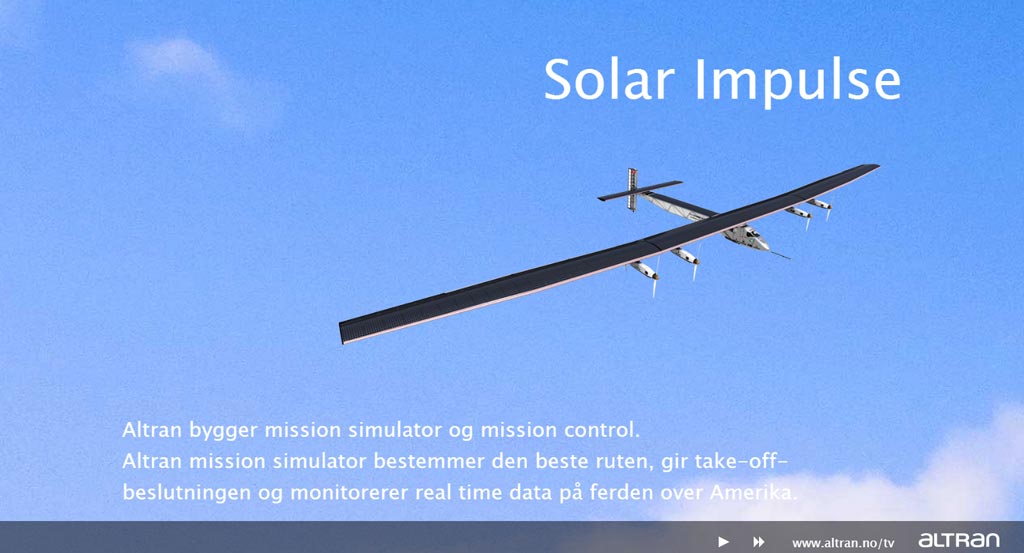 Solar Impulse
Altran bygger mission simulator og mission control.
Altran mission simulator bestemmer den beste ruten, gir take-off-
beslutningen og monitorerer real time data på ferden over Amerika.
www.altran.no/tv
ALTRAN